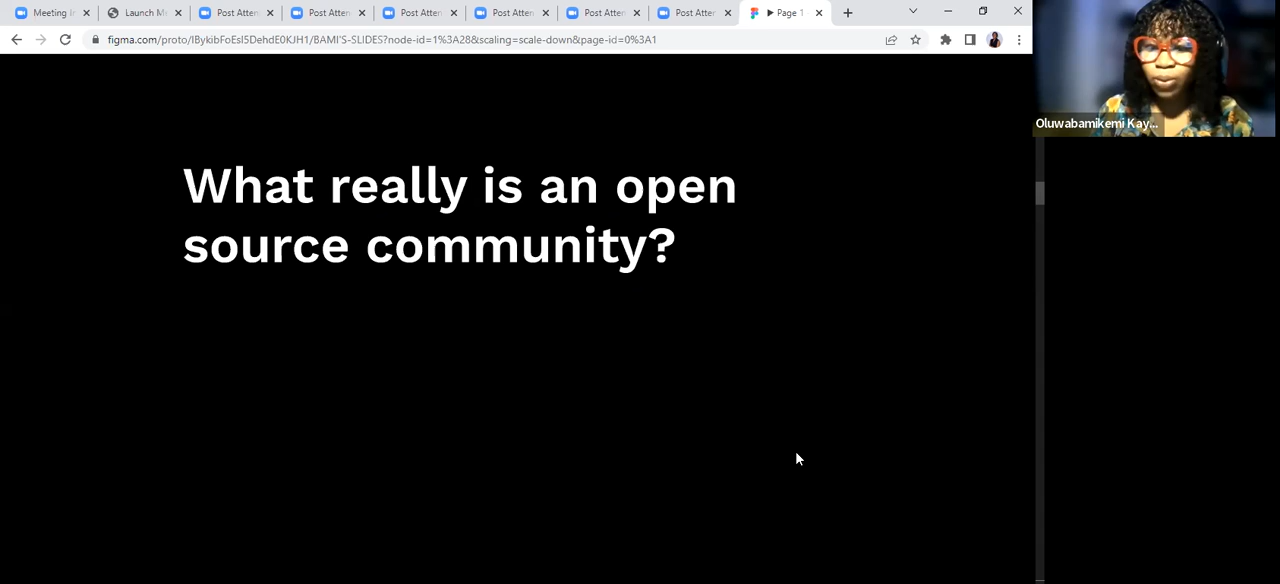 Meeting I
Launch M
Post Atten
Post Atten
Post Atten
Post Atten
Post Atten
Post Atten
Page 1
figma.com/proto/IBykibFoEsI5DehdE0KJH1/BAMI'S-SLIDES?node-id=1%3A28&scaling=scale-down&page-id=0%3A1
Oluwabamikemi Kay...
What really is an open
source community?